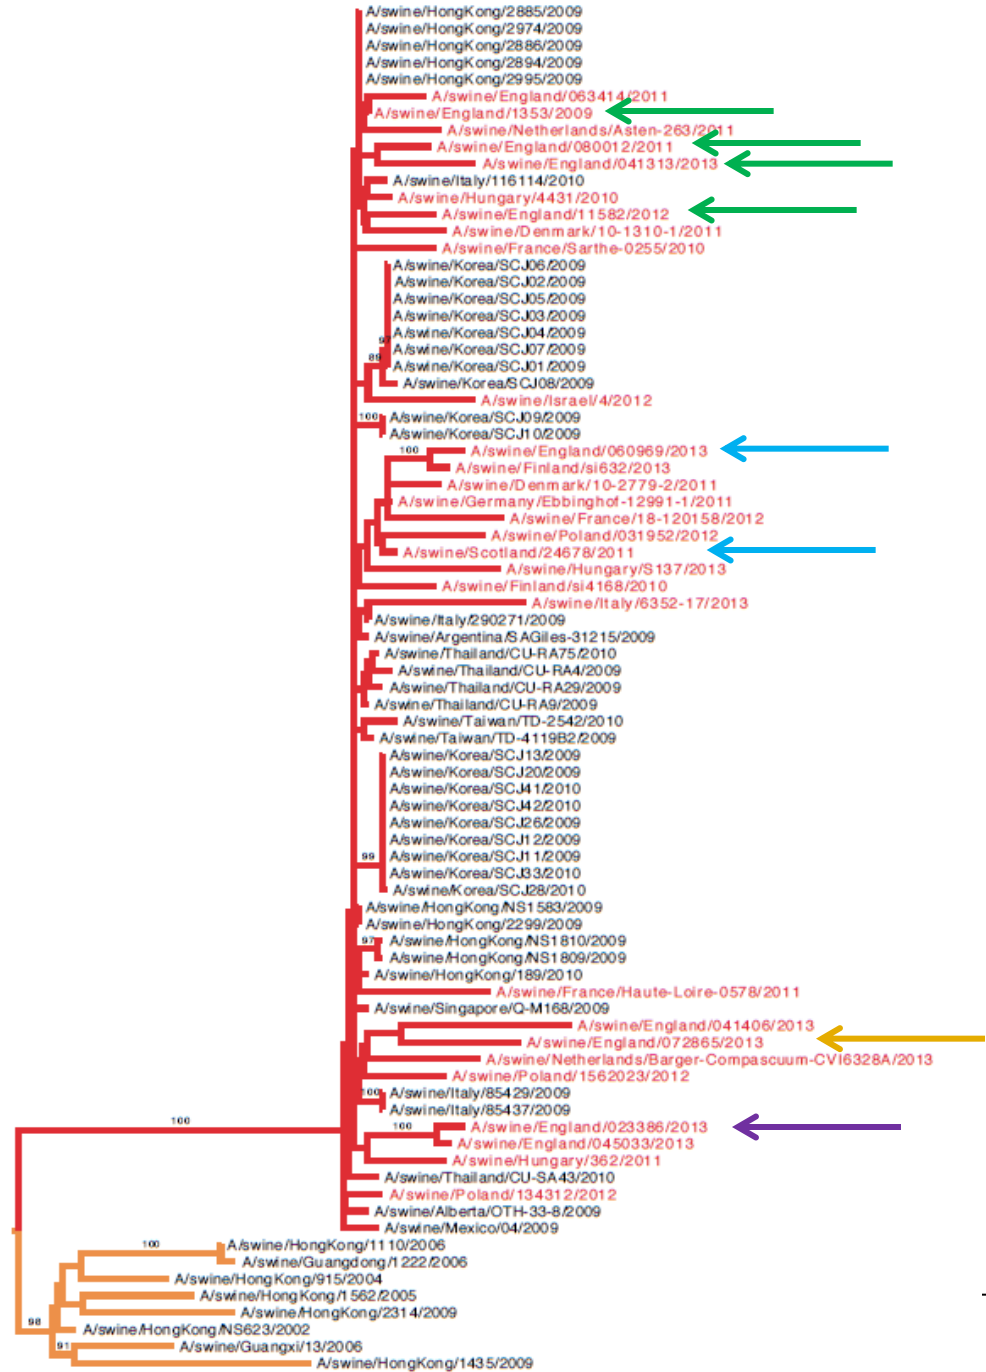 A/swine/HongKong/2885/2009
A/swine/HongKong/2974/2009
A/swine/HongKong/2886/2009
A/swine/HongKong/2894/2009
A/swine/HongKong/2995/2009
A/swine/England/063414/2011
A/swine/England/1353/2009
A/swine/Netherlands/Asten-263/2011
A/swine/England/080012/2011
A/swine/England/041313/2013
A/swine/Italy/116114/2010
A/swine/Hungary/4431/2010
A/swine/England/11582/2012
A/swine/Denmark/10-1310-1/2011
A/swine/France/Sarthe-0255/2010
A/swine/Korea/SCJ06/2009
A/swine/Korea/SCJ02/2009
A/swine/Korea/SCJ05/2009
A/swine/Korea/SCJ03/2009
A/swine/Korea/SCJ04/2009
97
A/swine/Korea/SCJ07/2009
89
A/swine/Korea/SCJ01/2009
A/swine/Korea/SCJ08/2009
A/swine/Israel/4/2012
100
A/swine/Korea/SCJ09/2009
A/swine/Korea/SCJ10/2009
100
A/swine/England/060969/2013
A/swine/Finland/si632/2013
A/swine/Denmark/10-2779-2/2011
A/swine/Germany/Ebbinghof-12991-1/2011
A/swine/France/18-120158/2012
A/swine/Poland/031952/2012
A/swine/Scotland/24678/2011
A/swine/Hungary/S137/2013
A/swine/Finland/si4168/2010
A/swine/Italy/6352-17/2013
A/swine/Italy/290271/2009
A/swine/Argentina/SAGiles-31215/2009
A/swine/Thailand/CU-RA75/2010
A/swine/Thailand/CU-RA4/2009
A/swine/Thailand/CU-RA29/2009
A/swine/Thailand/CU-RA9/2009
A/swine/Taiwan/TD-2542/2010
A/swine/Taiwan/TD-4119B2/2009
A/swine/Korea/SCJ13/2009
A/swine/Korea/SCJ20/2009
A/swine/Korea/SCJ41/2010
A/swine/Korea/SCJ42/2010
A/swine/Korea/SCJ26/2009
A/swine/Korea/SCJ12/2009
99
A/swine/Korea/SCJ11/2009
A/swine/Korea/SCJ33/2010
A/swine/Korea/SCJ28/2010
A/swine/HongKong/NS1583/2009
A/swine/HongKong/2299/2009
97
A/swine/HongKong/NS1810/2009
A/swine/HongKong/NS1809/2009
A/swine/HongKong/189/2010
A/swine/France/Haute-Loire-0578/2011
A/swine/Singapore/Q-M168/2009
A/swine/England/041406/2013
A/swine/England/072865/2013
A/swine/Netherlands/Barger-Compascuum-CVI6328A/2013
A/swine/Poland/1562023/2012
100
A/swine/Italy/85429/2009
A/swine/Italy/85437/2009
100
100
A/swine/England/023386/2013
A/swine/England/045033/2013
A/swine/Hungary/362/2011
A/swine/Thailand/CU-SA43/2010
A/swine/Poland/134312/2012
A/swine/Alberta/OTH-33-8/2009
A/swine/Mexico/04/2009
100
A/swine/HongKong/1110/2006
A/swine/Guangdong/1222/2006
A/swine/HongKong/915/2004
A/swine/HongKong/1562/2005
A/swine/HongKong/2314/2009
98
A/swine/HongKong/NS623/2002
91
A/swine/Guangxi/13/2006
A/swine/HongKong/1435/2009